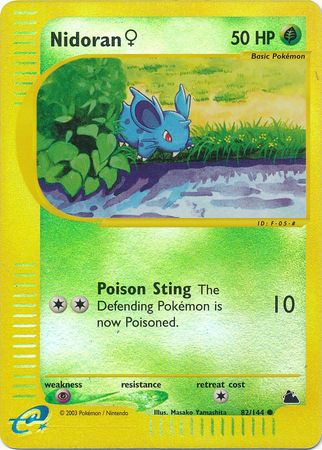 Nidoran♀ 50 HP
Basic Pokémon
ID: F-05-#
Poison Sting The
Defending Pokémon is 10
now Poisoned.
weakness resistance retreat cost
© 2003 Pokémon / Nintendo Illus. Masako Yamashita 82/144 ●
e